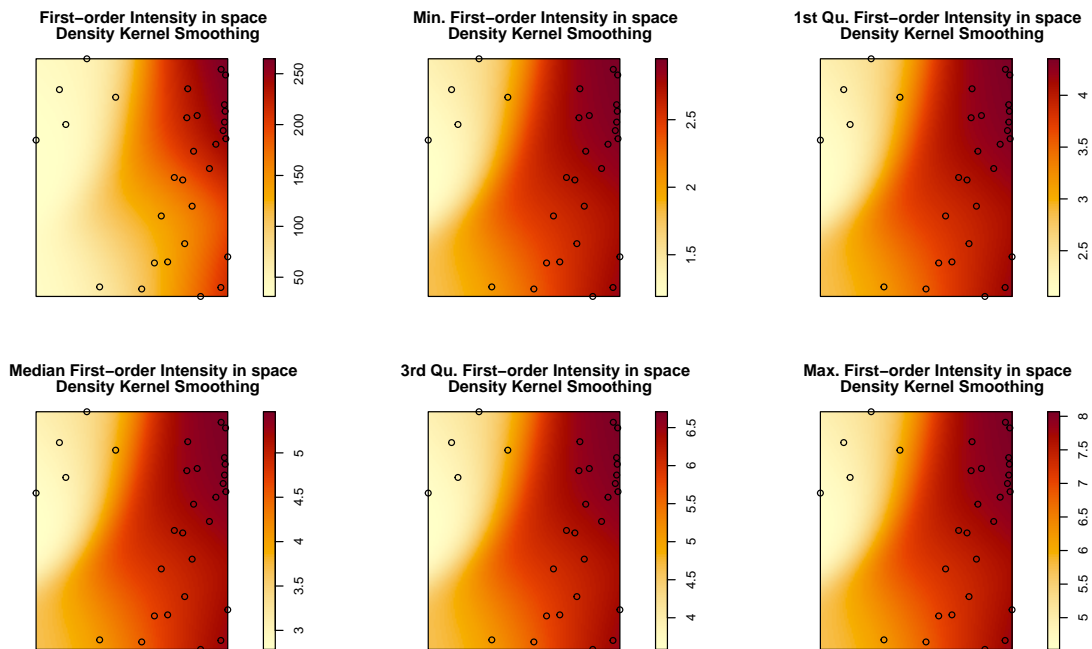 First−order Intensity in space
Density Kernel Smoothing
50
100
150
200
250
Min. First−order Intensity in space
Density Kernel Smoothing
1.5
2
2.5
1st Qu. First−order Intensity in space
Density Kernel Smoothing
2.5
3
3.5
4
Median First−order Intensity in space
Density Kernel Smoothing
3
3.5
4
4.5
5
3rd Qu. First−order Intensity in space
Density Kernel Smoothing
4
4.5
5
5.5
6
6.5
Max. First−order Intensity in space
Density Kernel Smoothing
5
5.5
6
6.5
7
7.5
8